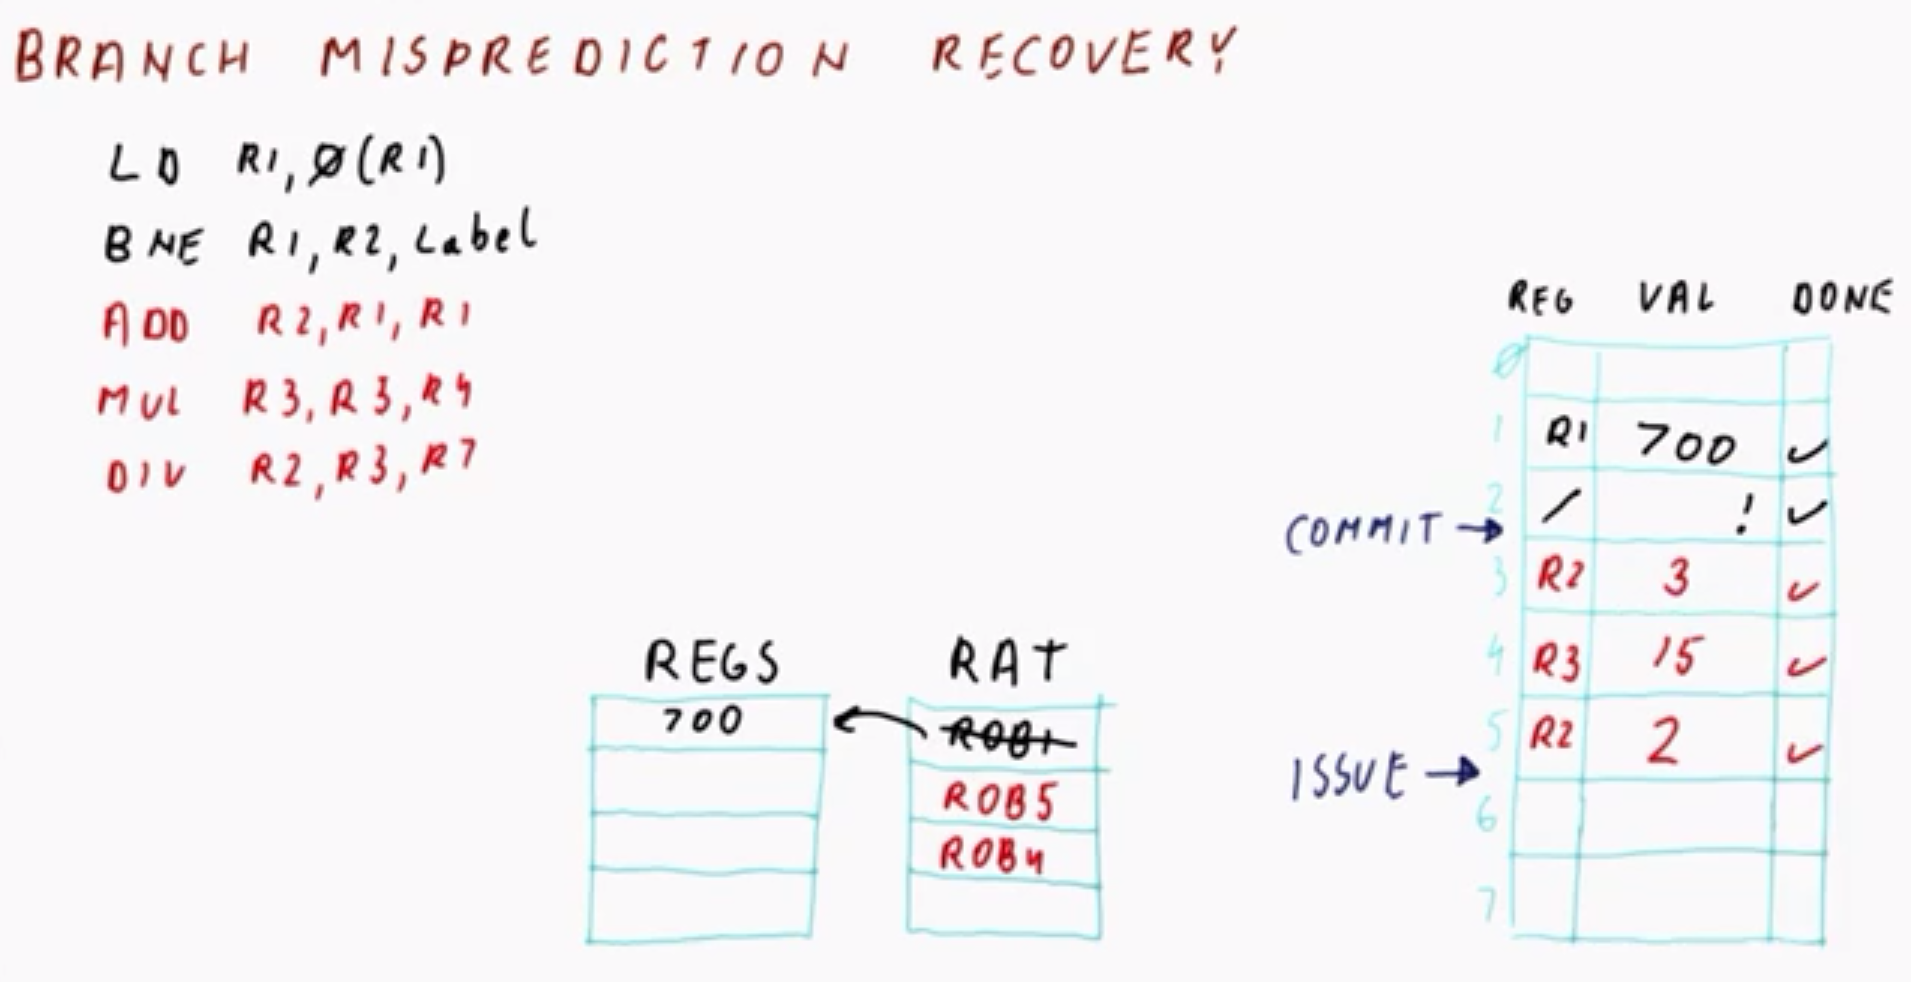 BRANCH MISPREDICTION RECOVERY
LD R1, Ø(R1)
BNE R1, R2, Label
ADD R2, R1, R1
MUL R3, R3, R4
DIV R2, R3, R7
REG VAL DONE
Ø
1 R1 700 ✓
2 / ! ✓
COMMIT →
3 R2 3 ✓
4 R3 15 ✓
5 R2 2 ✓
ISSUE →
6
7
REGS
700
RAT
ROB1
ROB5
ROB4